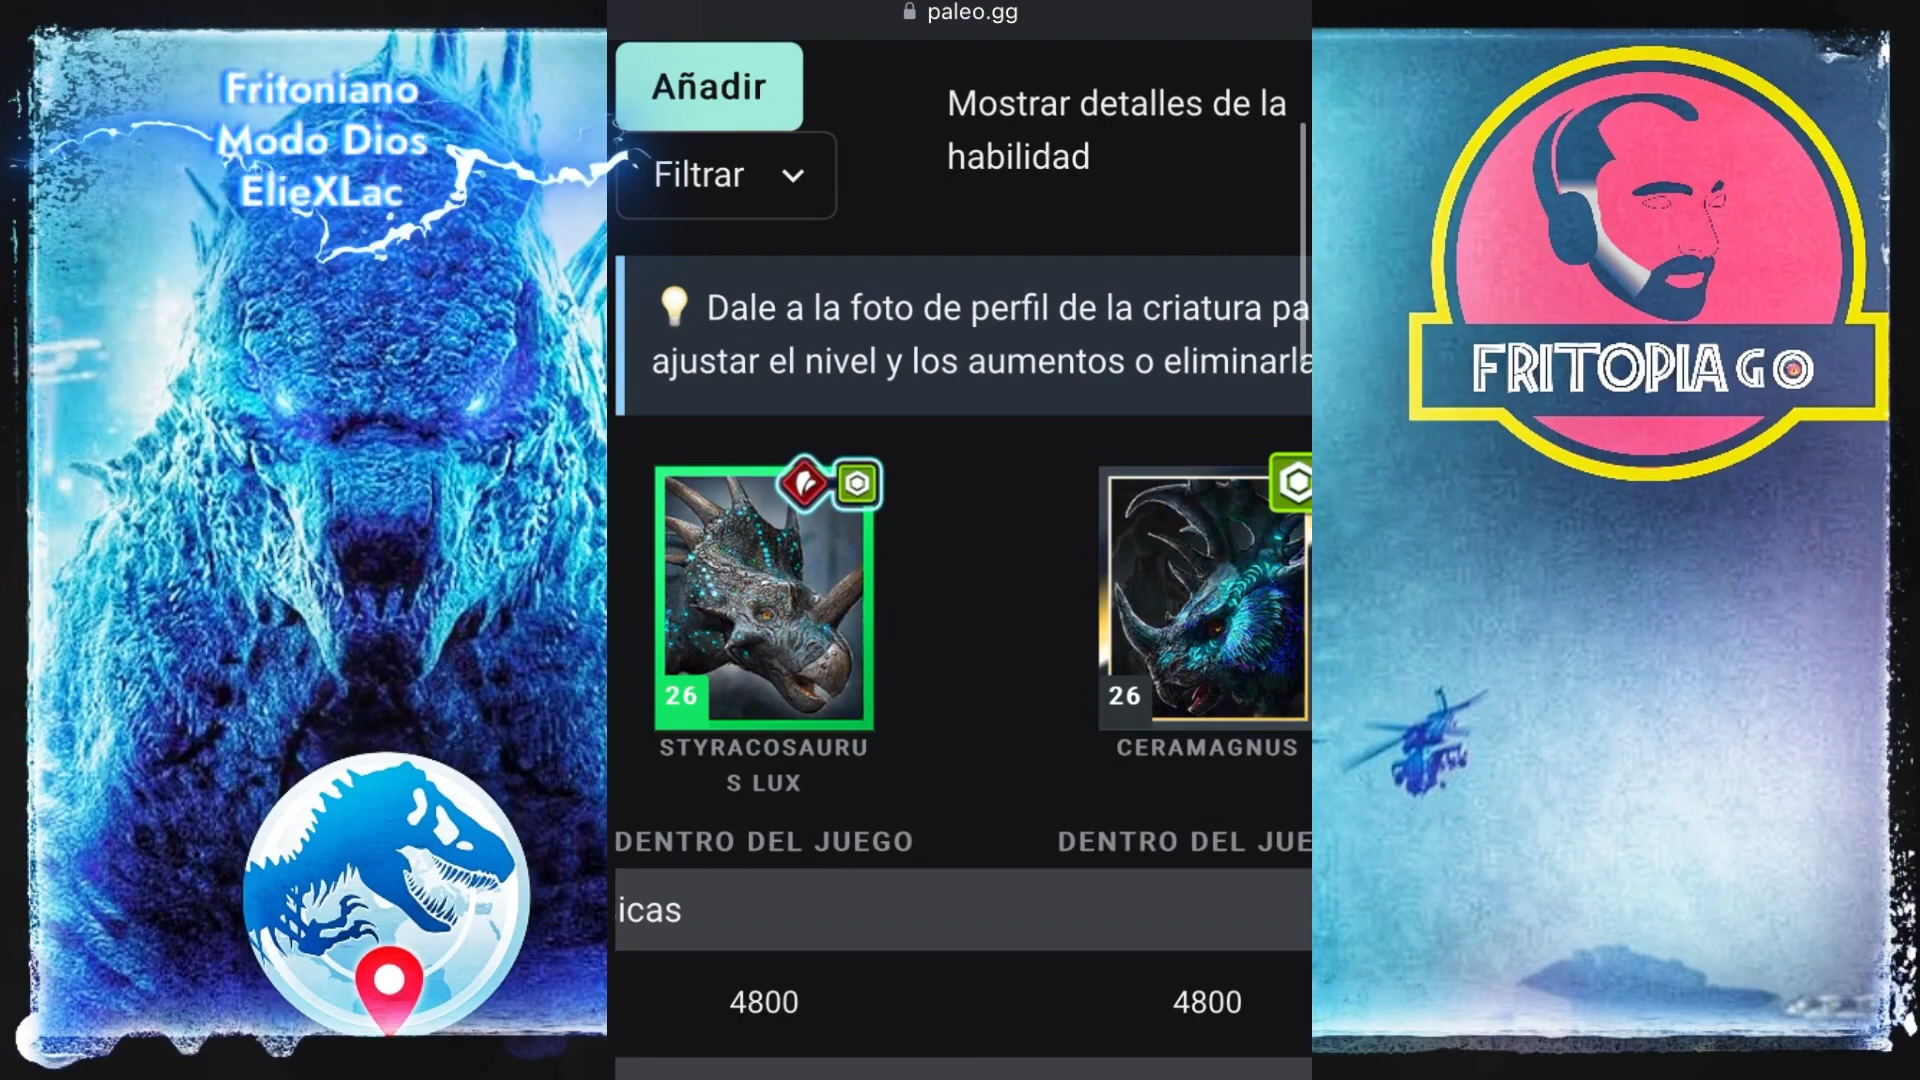 Fritoniano
Modo Dios
ElieXLac
paleo.gg
Añadir
Filtrar
Mostrar detalles de la
habilidad
Dale a la foto de perfil de la criatura pa
ajustar el nivel y los aumentos o eliminarla
26
STYRACOSAURU
S LUX
26
CERAMAGNUS
DENTRO DEL JUEGO
DENTRO DEL JUE
icas
4800
4800
FRITOPIA GO